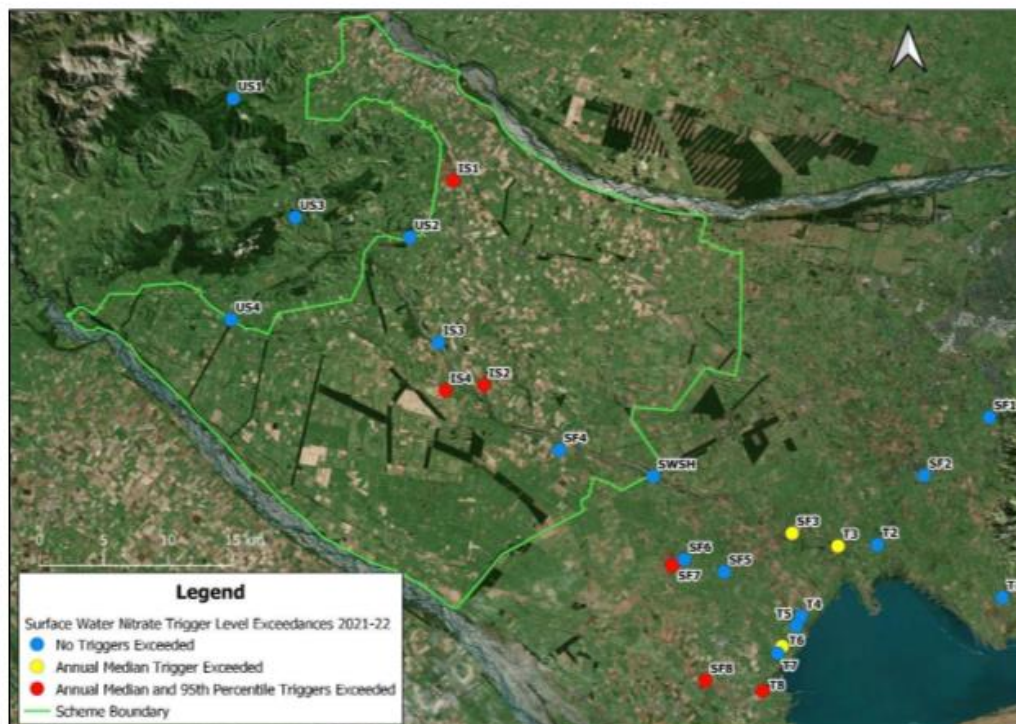 US1
IS1
US3
US2
US4
IS3
IS4
IS2
SF1
SF4
SWSH
SF2
SF3
T3
T2
SF6
SF7
SF5
T4
T5
T6
T7
SF8
T8
0 5 10 15 km
Legend
Surface Water Nitrate Trigger Level Exceedances 2021-22
No Triggers Exceeded
Annual Median Trigger Exceeded
Annual Median and 95th Percentile Triggers Exceeded
Scheme Boundary